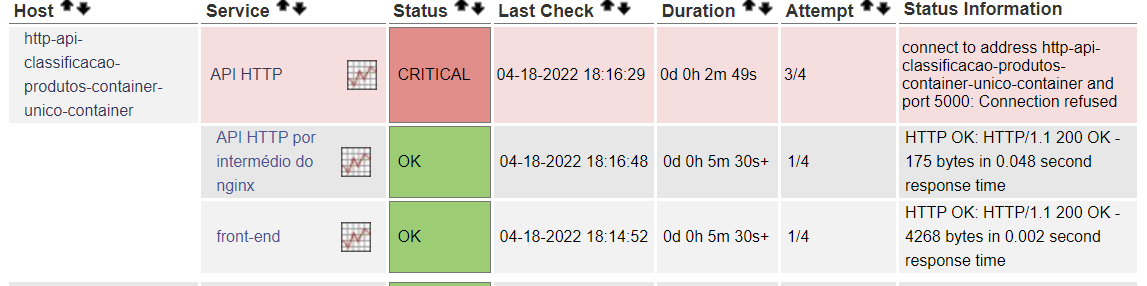 Host Service Status Last Check Duration Attempt Status Information
http-api-
classificacao-
produtos-container-
unico-container
API HTTP
CRITICAL
04-18-2022 18:16:29
0d 0h 2m 49s
3/4
connect to address http-api-
classificacao-produtos-
container-unico-container and
port 5000: Connection refused
API HTTP por
intermédio do
nginx
OK
04-18-2022 18:16:48
0d 0h 5m 30s+
1/4
HTTP OK: HTTP/1.1 200 OK -
175 bytes in 0.048 second
response time
front-end
OK
04-18-2022 18:14:52
0d 0h 5m 30s+
1/4
HTTP OK: HTTP/1.1 200 OK -
4268 bytes in 0.002 second
response time